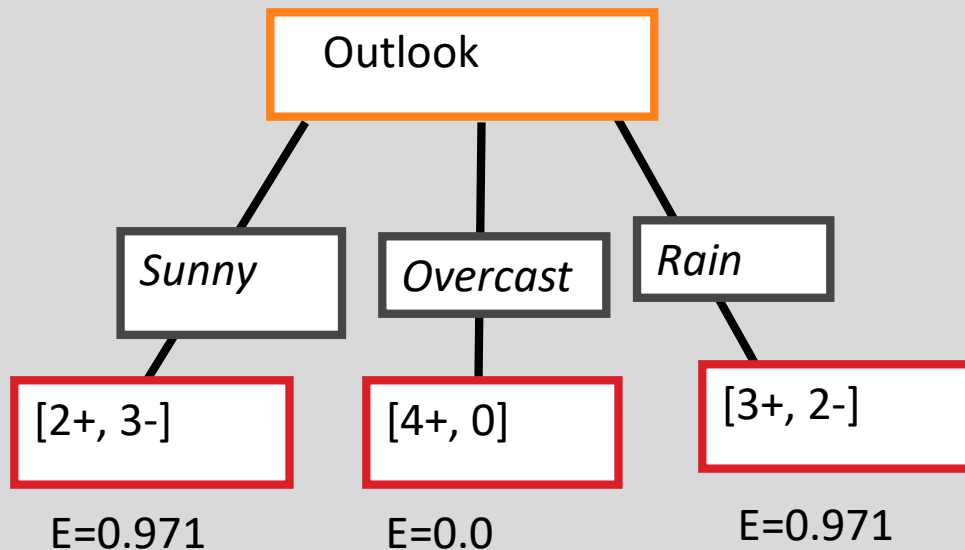 Outlook
Sunny
Overcast
Rain
[2+, 3-]
[4+, 0]
[3+, 2-]
E=0.971
E=0.0
E=0.971